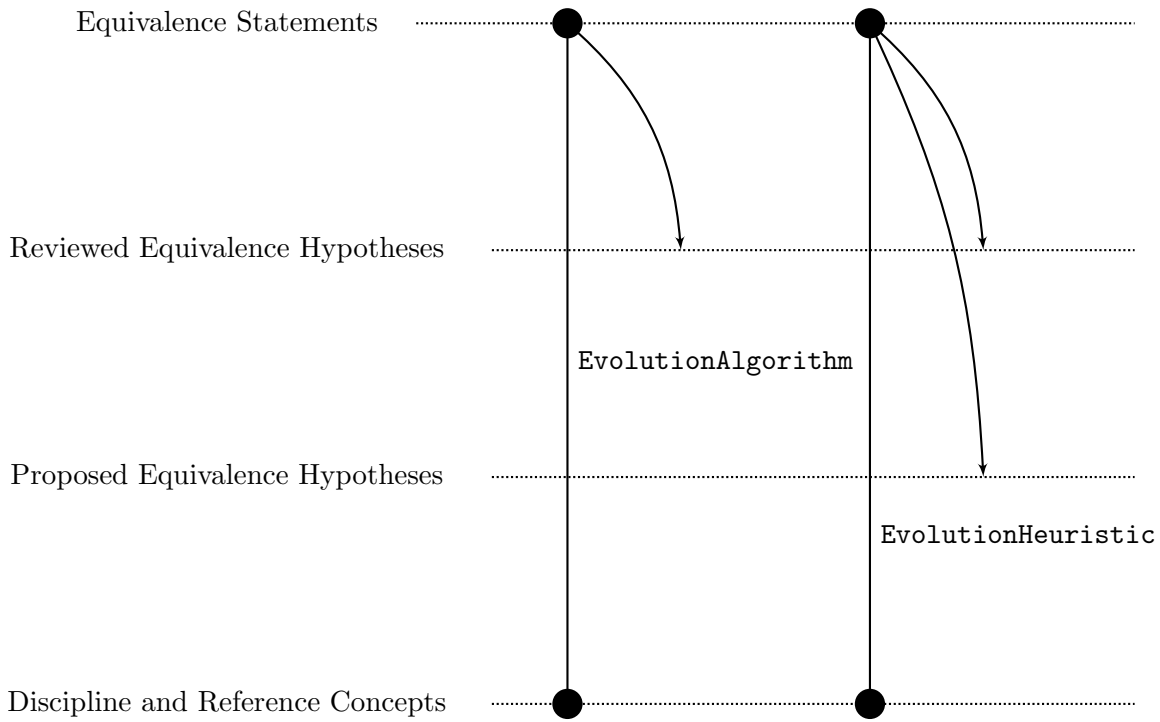 Equivalence Statements
Reviewed Equivalence Hypotheses
EvolutionAlgorithm
Proposed Equivalence Hypotheses
EvolutionHeuristic
Discipline and Reference Concepts